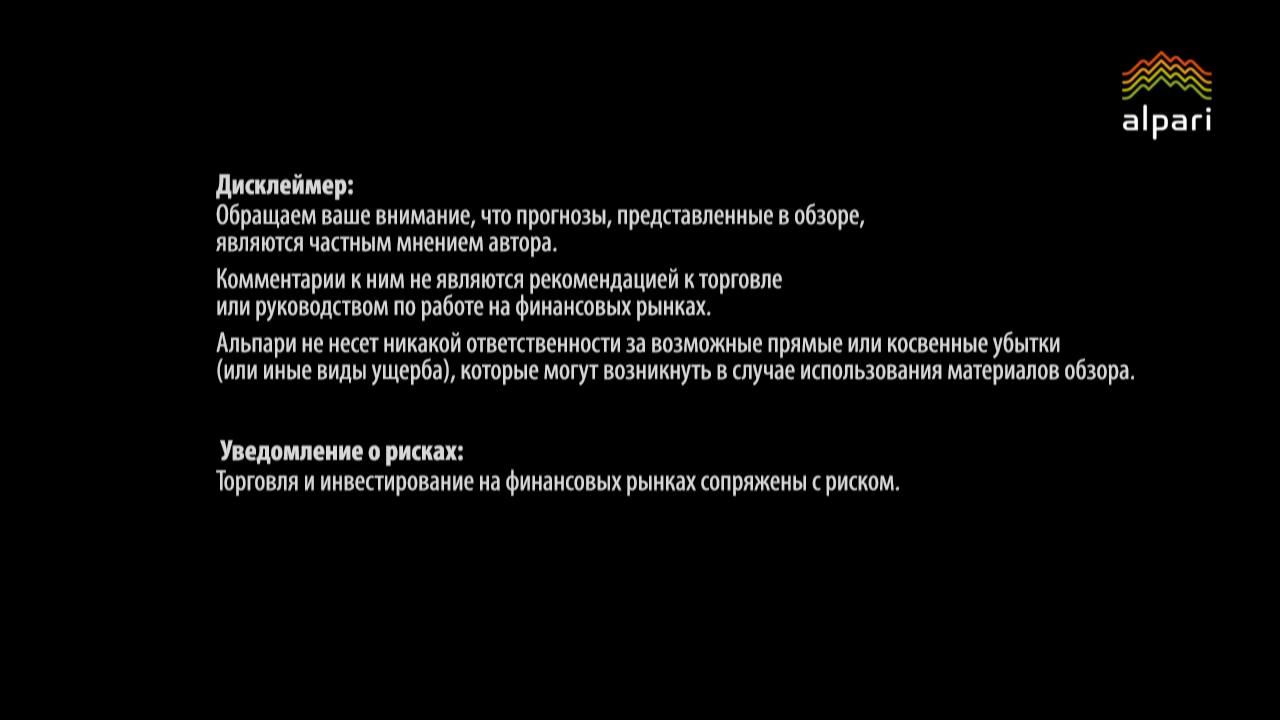 alpari
Дисклеймер:
Обращаем ваше внимание, что прогнозы, представленные в обзоре,
являются частным мнением автора.
Комментарии к ним не являются рекомендацией к торговле
или руководством по работе на финансовых рынках.
Альпари не несет никакой ответственности за возможные прямые или косвенные убытки
(или иные виды ущерба), которые могут возникнуть в случае использования материалов обзора.
Уведомление о рисках:
Торговля и инвестирование на финансовых рынках сопряжены с риском.